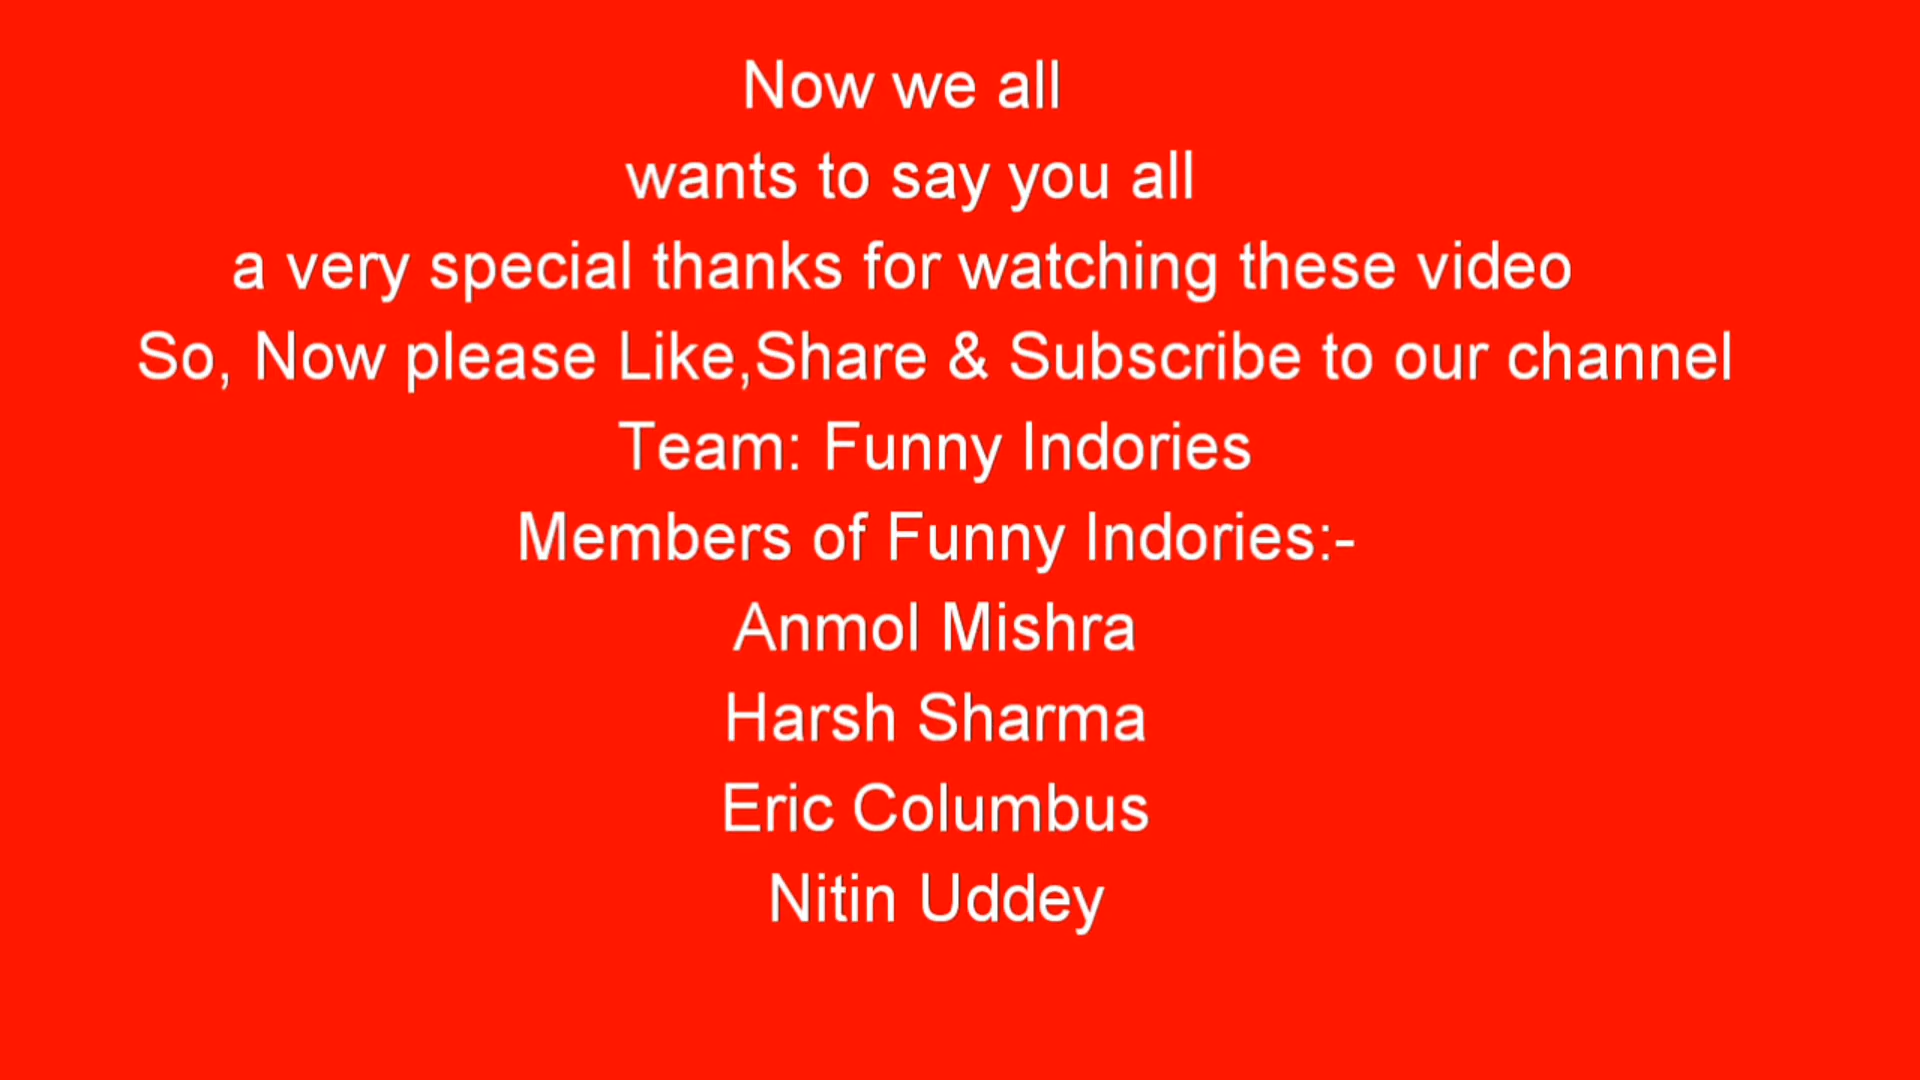 Now we all
wants to say you all
a very special thanks for watching these video
So, Now please Like,Share & Subscribe to our channel
Team: Funny Indories
Members of Funny Indories:-
Anmol Mishra
Harsh Sharma
Eric Columbus
Nitin Uddey